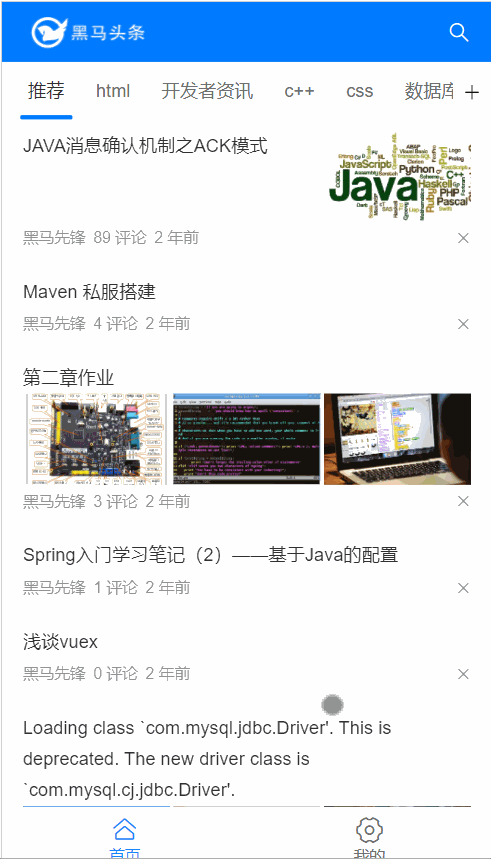 黑马头条
推荐 html 开发者资讯 c++ css 数据库
JAVA消息确认机制之ACK模式
JavaScript
Python
Java
Haskell
C++
PHP
Ruby
Pascal
Perl
黑马先锋 89 评论 2 年前
Maven 私服搭建
黑马先锋 4 评论 2 年前
第二章作业
黑马先锋 3 评论 2 年前
Spring入门学习笔记（2）——基于Java的配置
黑马先锋 1 评论 2 年前
浅谈vuex
黑马先锋 0 评论 2 年前
Loading class `com.mysql.jdbc.Driver'. This is
deprecated. The new driver class is
`com.mysql.cj.jdbc.Driver'.
首页 我的